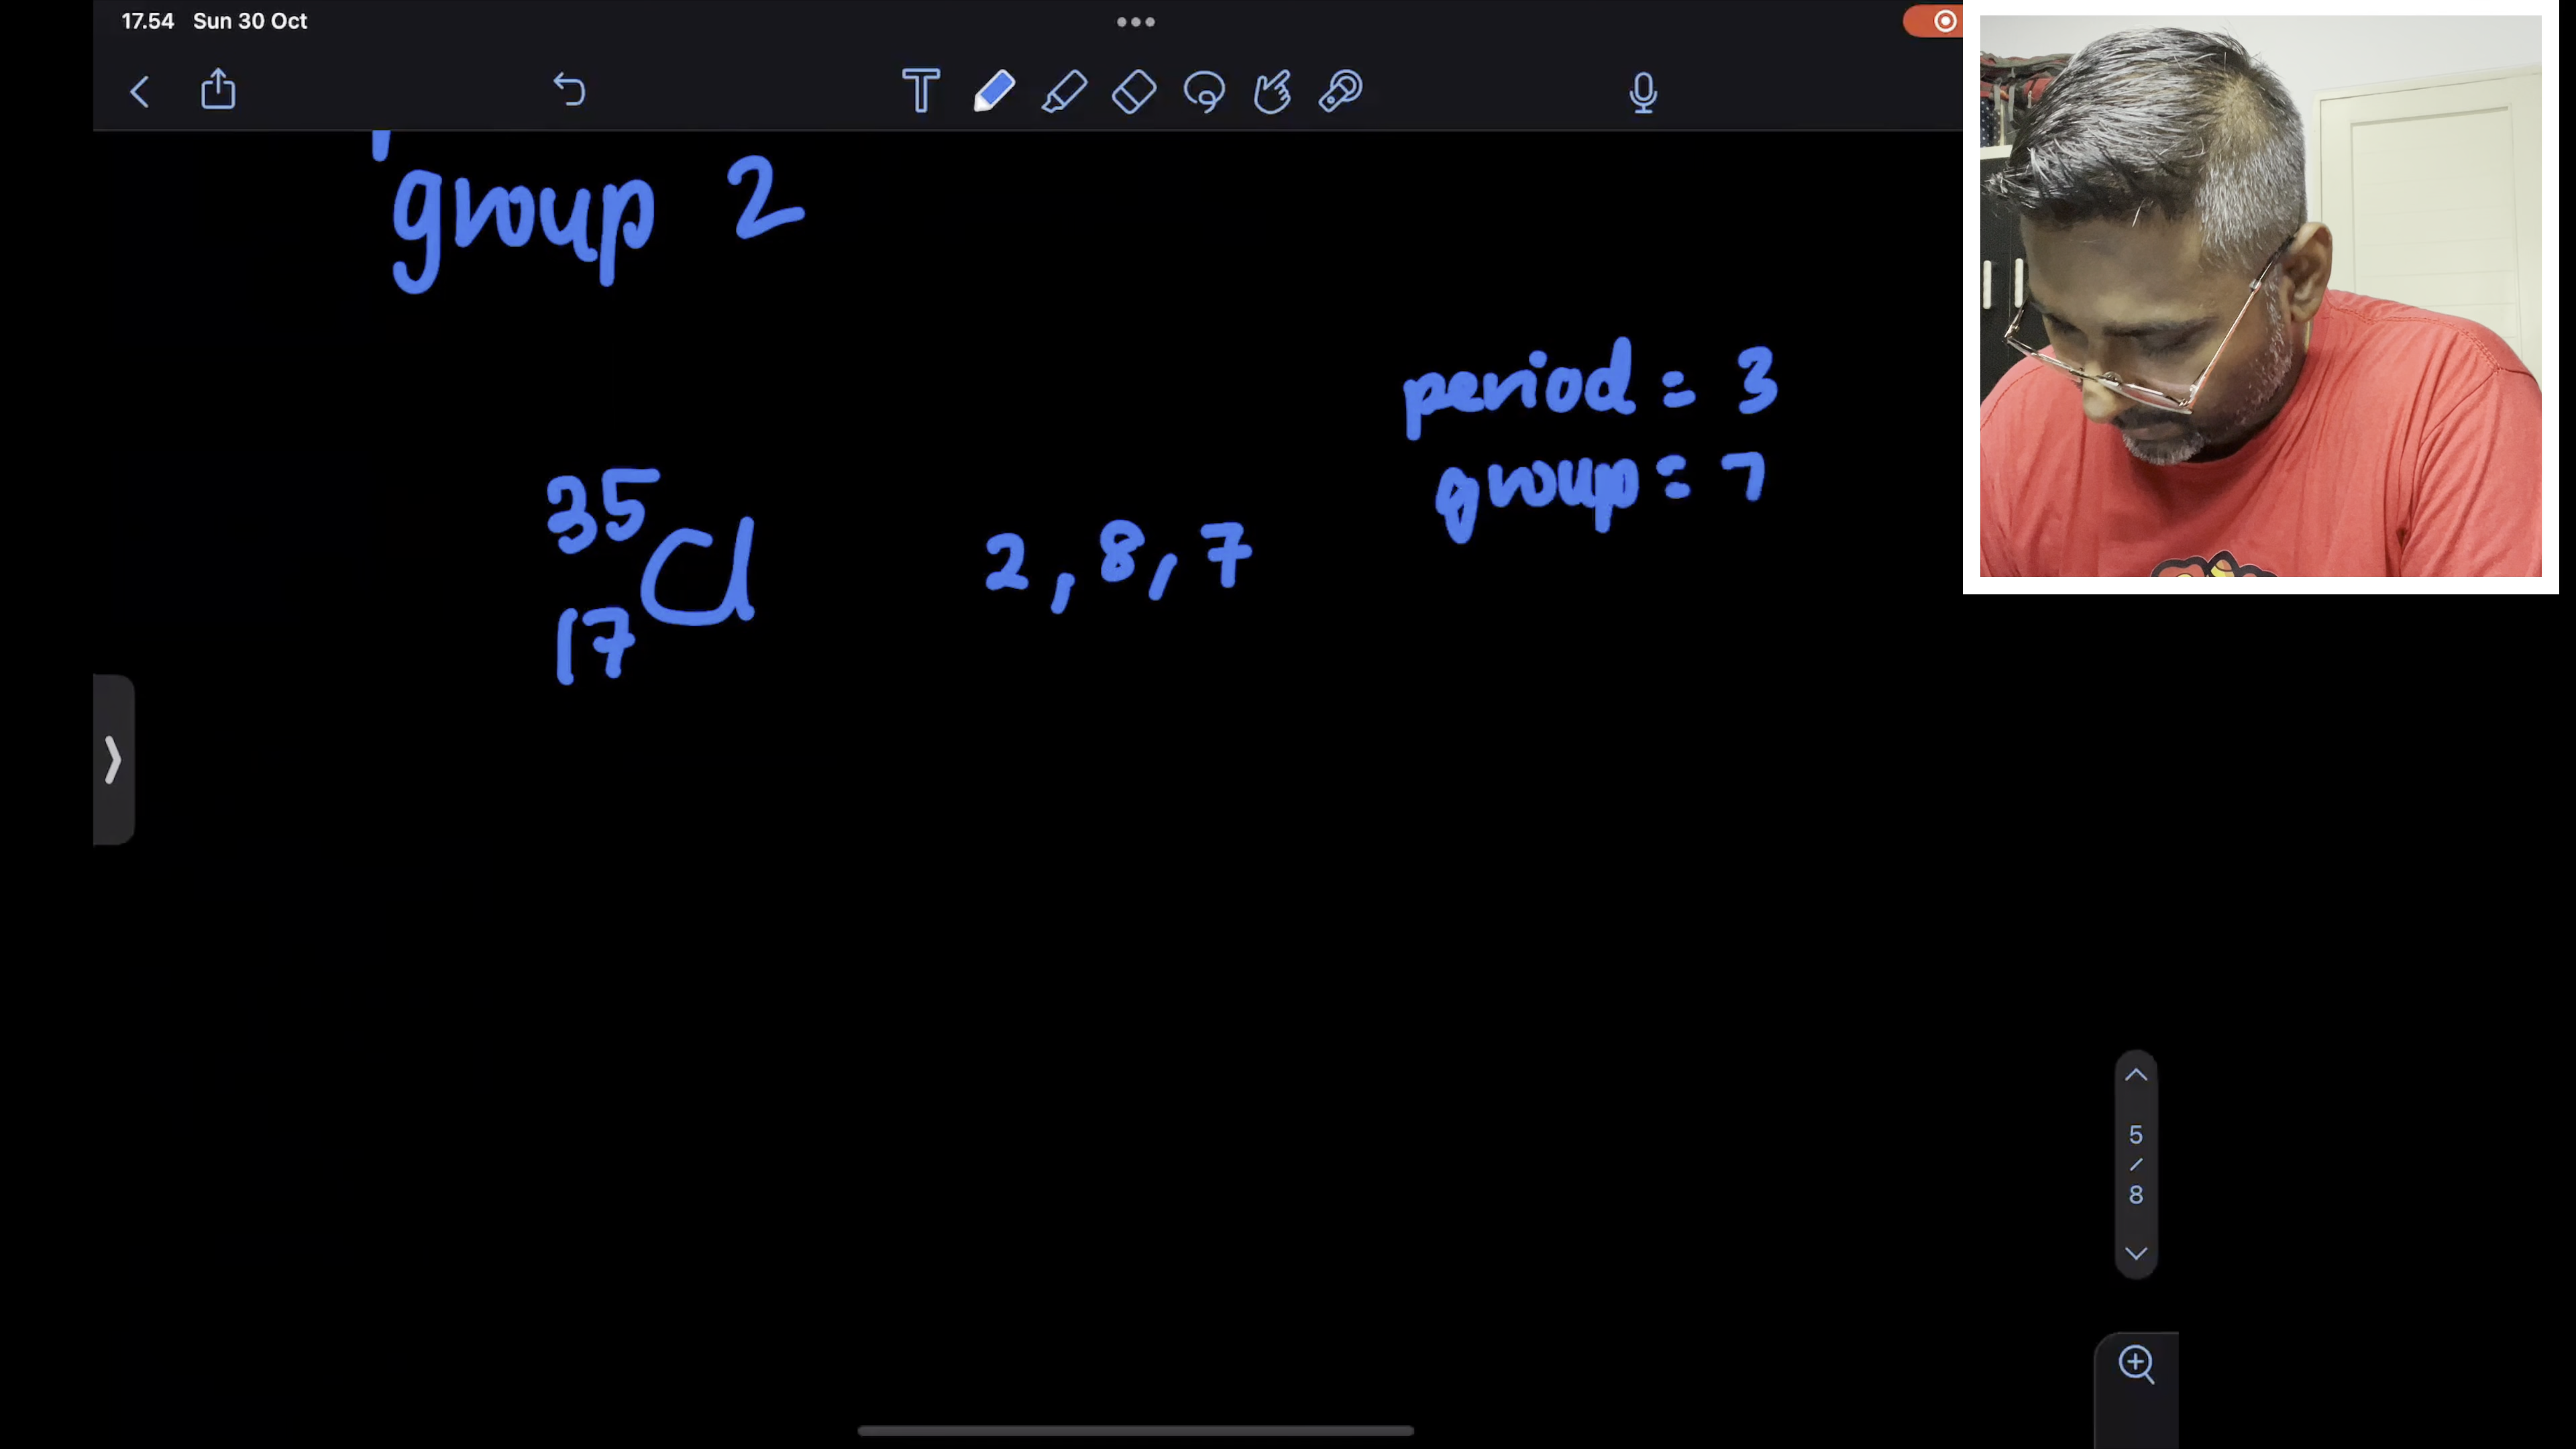 17.54 Sun 30 Oct
T
group 2
period = 3
group = 7
35
Cl
17
2, 8, 7
5
/
8